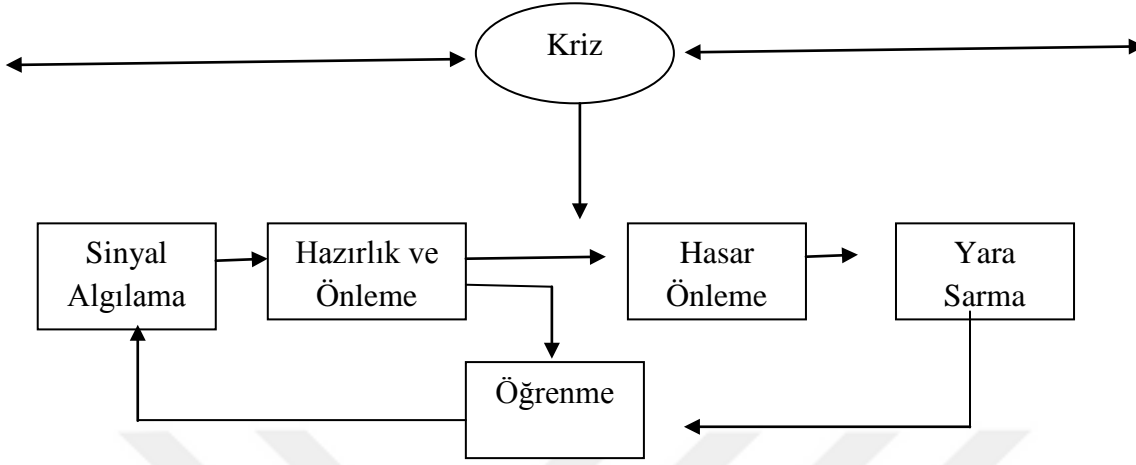 Kriz
Sinyal
Algılama
Hazırlık ve
Önleme
Hasar
Önleme
Yara
Sarma
Öğrenme